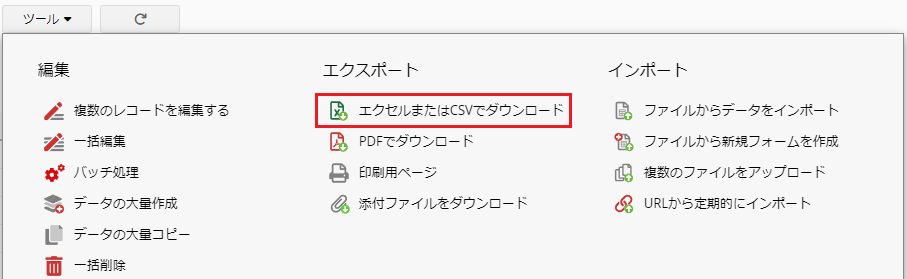 ツール
編集
複数のレコードを編集する
一括編集
バッチ処理
データの大量作成
データの大量コピー
一括削除
エクスポート
エクセルまたはCSVでダウンロード
PDFでダウンロード
印刷用ページ
添付ファイルをダウンロード
インポート
ファイルからデータをインポート
ファイルから新規フォームを作成
複数のファイルをアップロード
URLから定期的にインポート